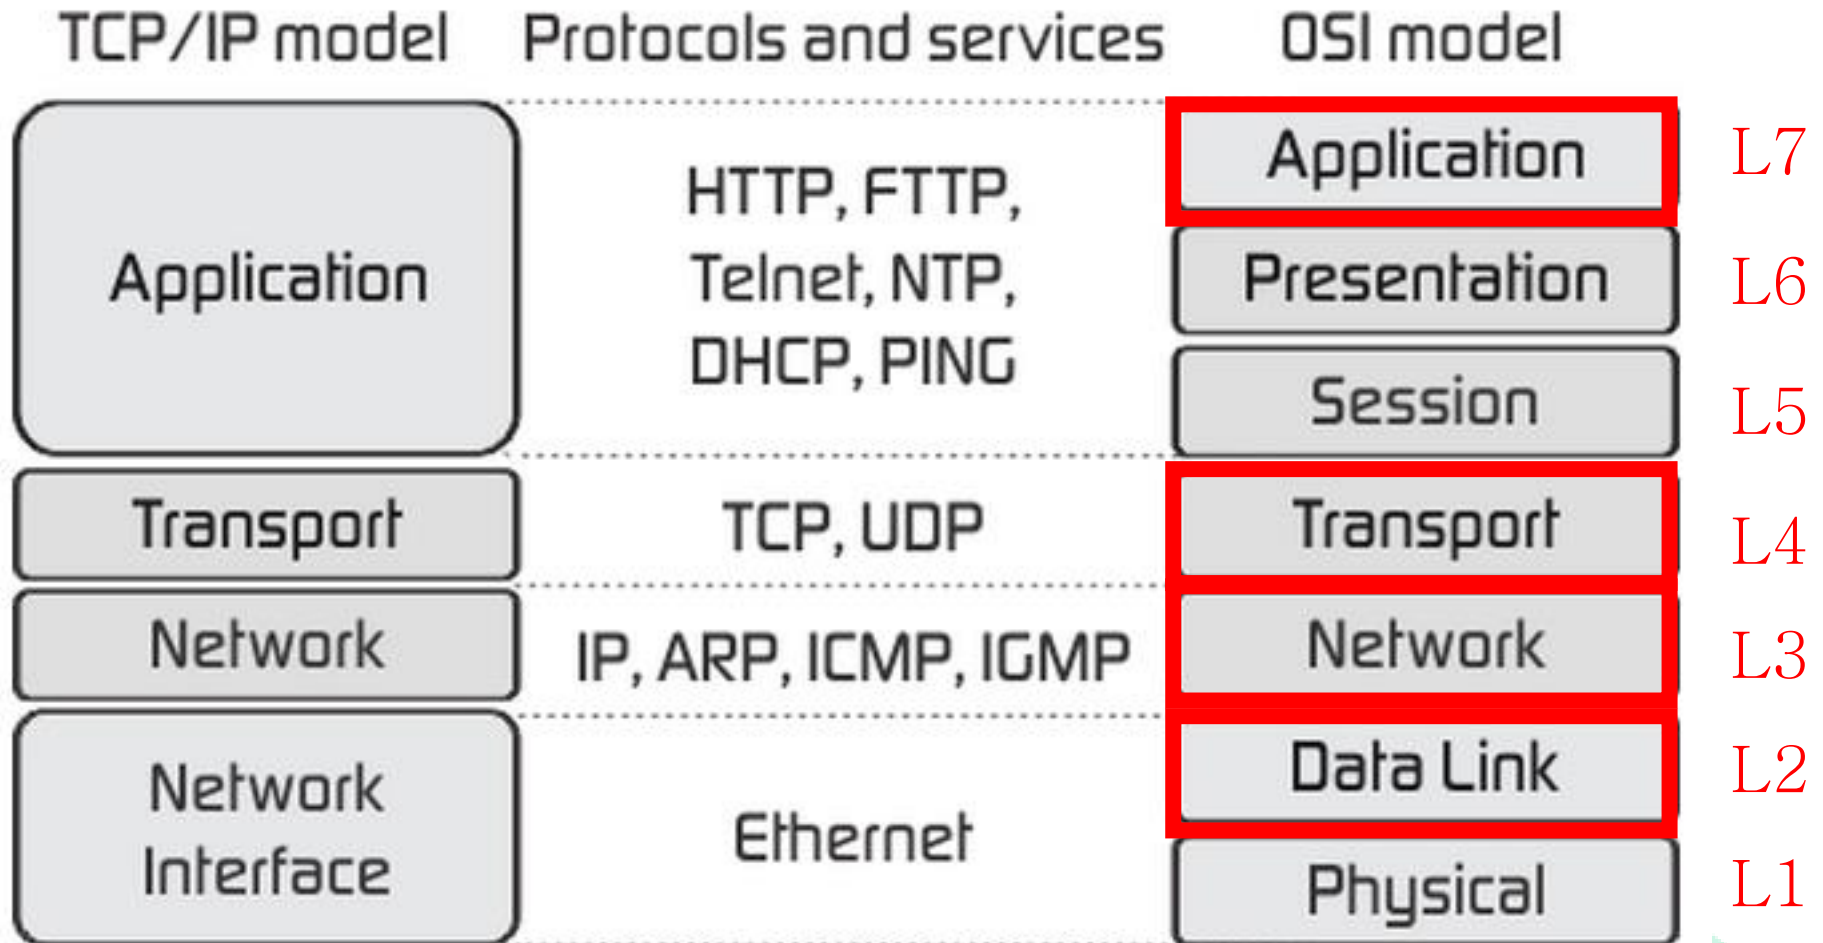 TCP/IP model
Protocols and services
OSI model
Application
HTTP, FTTP,
Telnet, NTP,
DHCP, PING
Application
L7
Presentation
L6
Session
L5
Transport
TCP, UDP
Transport
L4
Network
IP, ARP, ICMP, IGMP
Network
L3
Network
Interface
Ethernet
Data Link
L2
Physical
L1